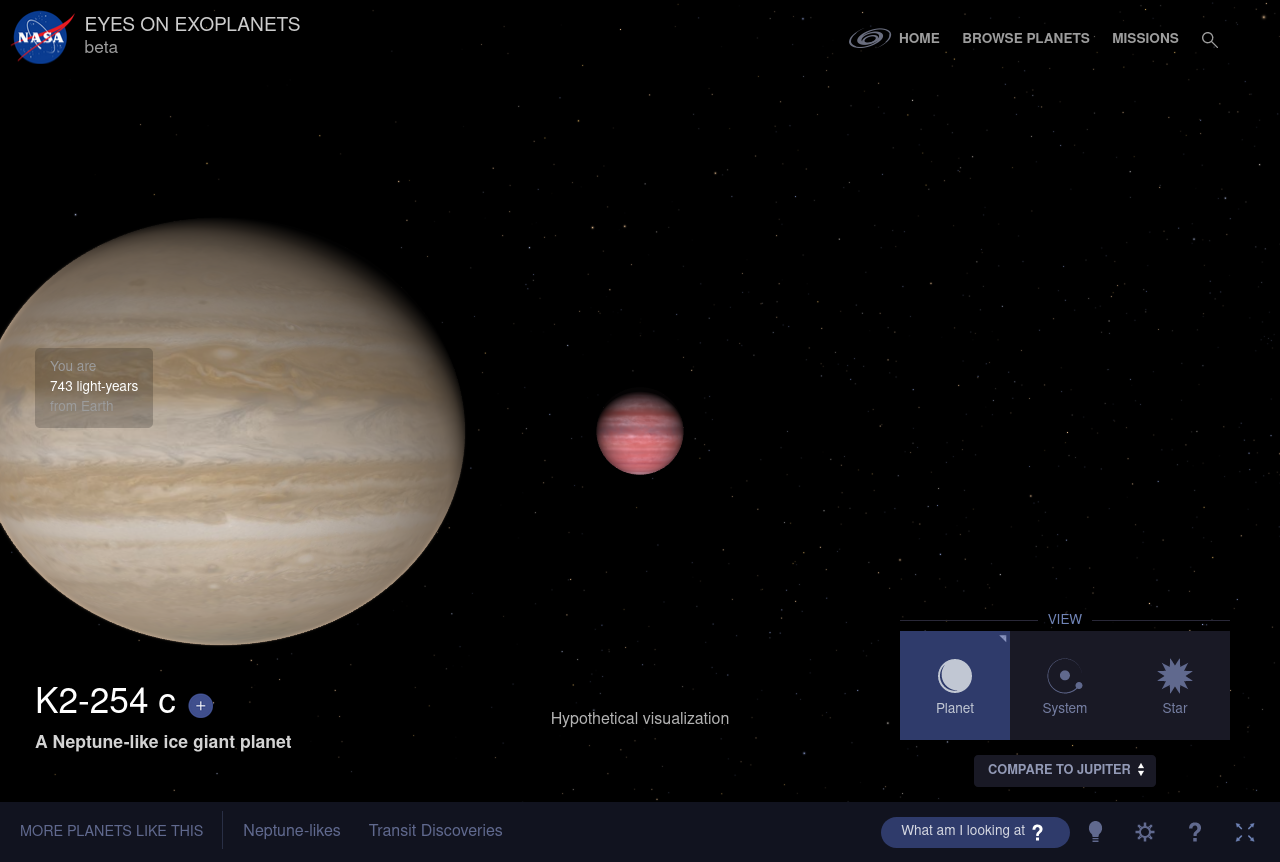 NASA
EYES ON EXOPLANETS
beta
HOME
BROWSE PLANETS
MISSIONS
You are
743 light-years
from Earth
K2-254 c +
A Neptune-like ice giant planet
Hypothetical visualization
VIEW
Planet
System
Star
COMPARE TO JUPITER
MORE PLANETS LIKE THIS
Neptune-likes
Transit Discoveries
What am I looking at ?
?